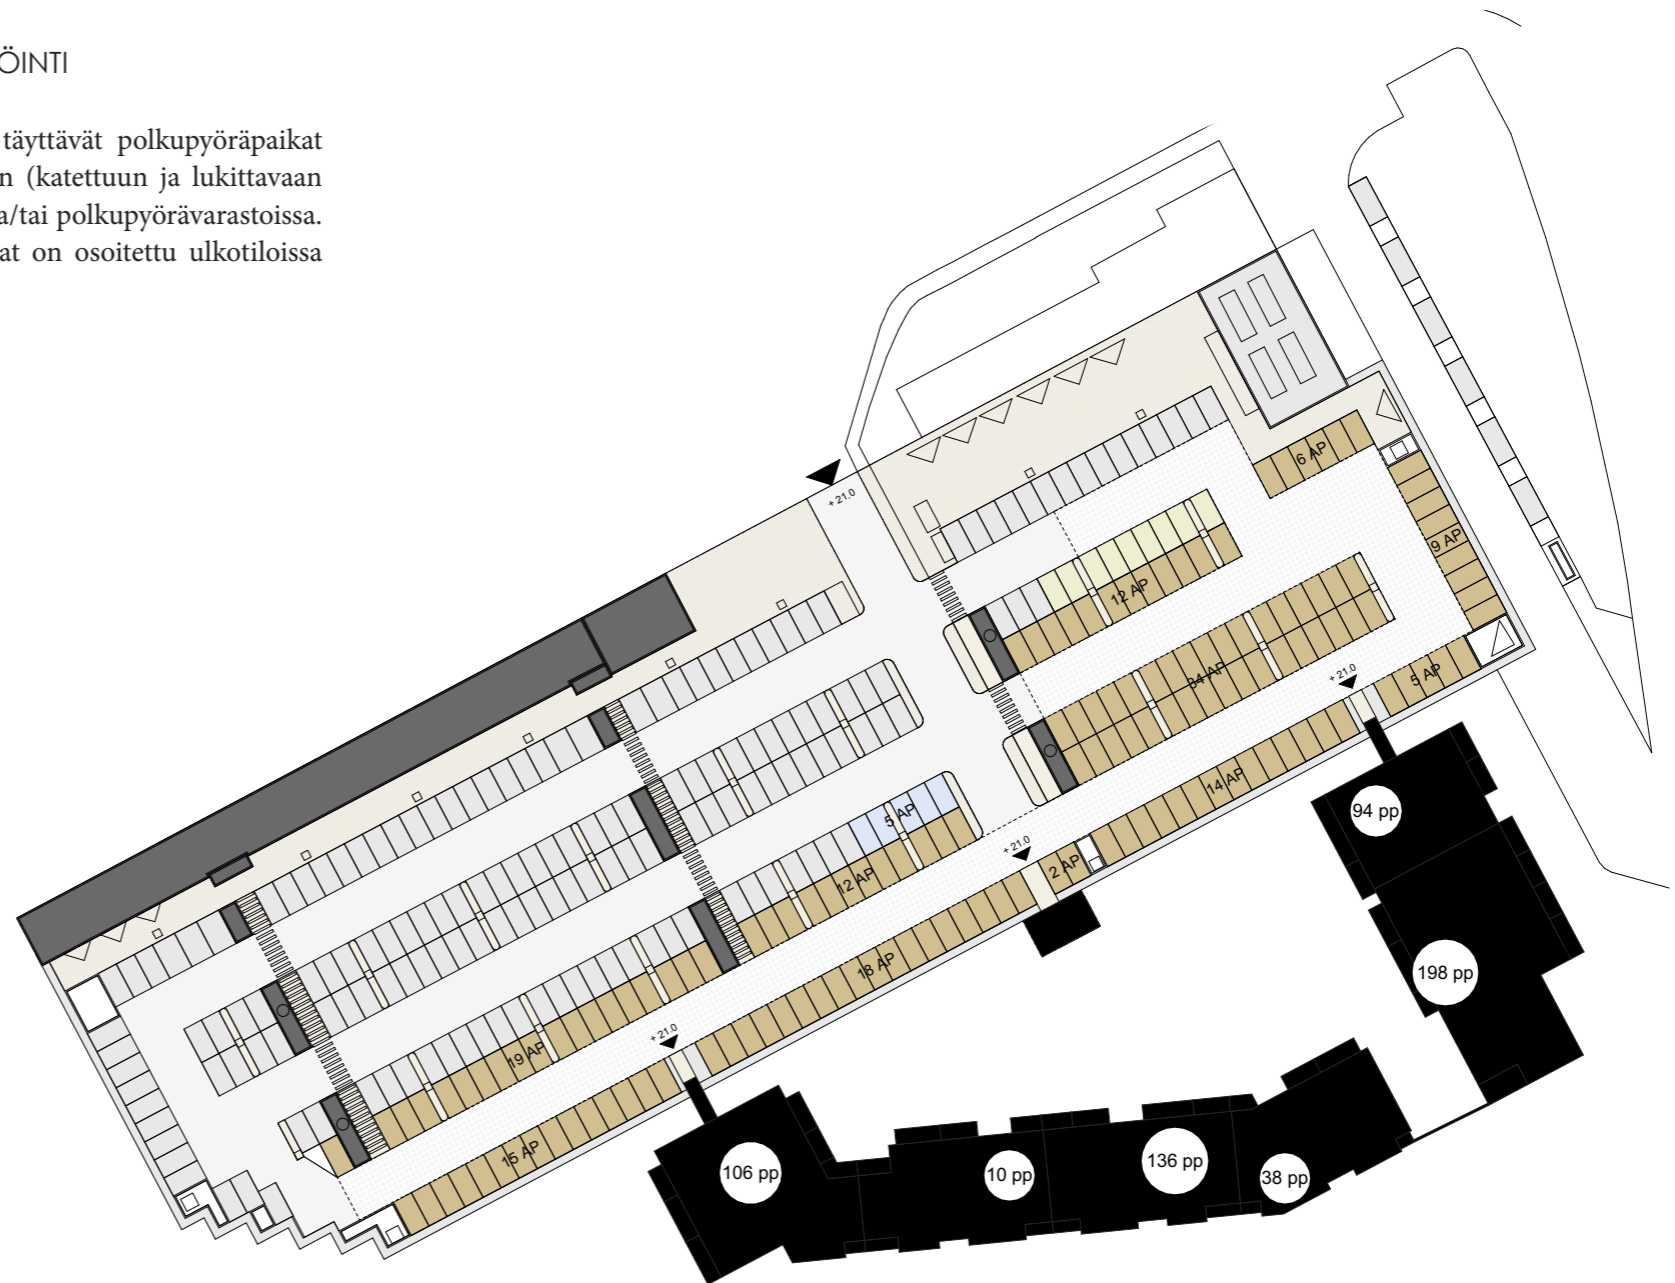 ÖINTI
täyttävät polkupyöräpaikat
n (katettuun ja lukittavaan
a/tai polkupyörävarastoissa.
at on osoitettu ulkotiloissa
+21.0
6 AP
9 AP
12 AP
34 AP
+21.0
5 AP
14 AP
5 AP
+21.0
2 AP
12 AP
18 AP
+21.0
19 AP
15 AP
94 pp
198 pp
106 pp
10 pp
136 pp
38 pp